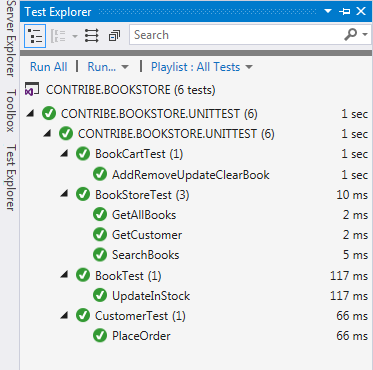 Test Explorer
Search
Run All | Run... | Playlist : All Tests
CONTRIBE.BOOKSTORE (6 tests)
CONTRIBE.BOOKSTORE.UNITTEST (6) 1 sec
CONTRIBE.BOOKSTORE.UNITTEST (6) 1 sec
BookCartTest (1) 1 sec
AddRemoveUpdateClearBook 1 sec
BookStoreTest (3) 10 ms
GetAllBooks 2 ms
GetCustomer 2 ms
SearchBooks 5 ms
BookTest (1) 117 ms
UpdateInStock 117 ms
CustomerTest (1) 66 ms
PlaceOrder 66 ms
Server Explorer
Toolbox
Test Explorer